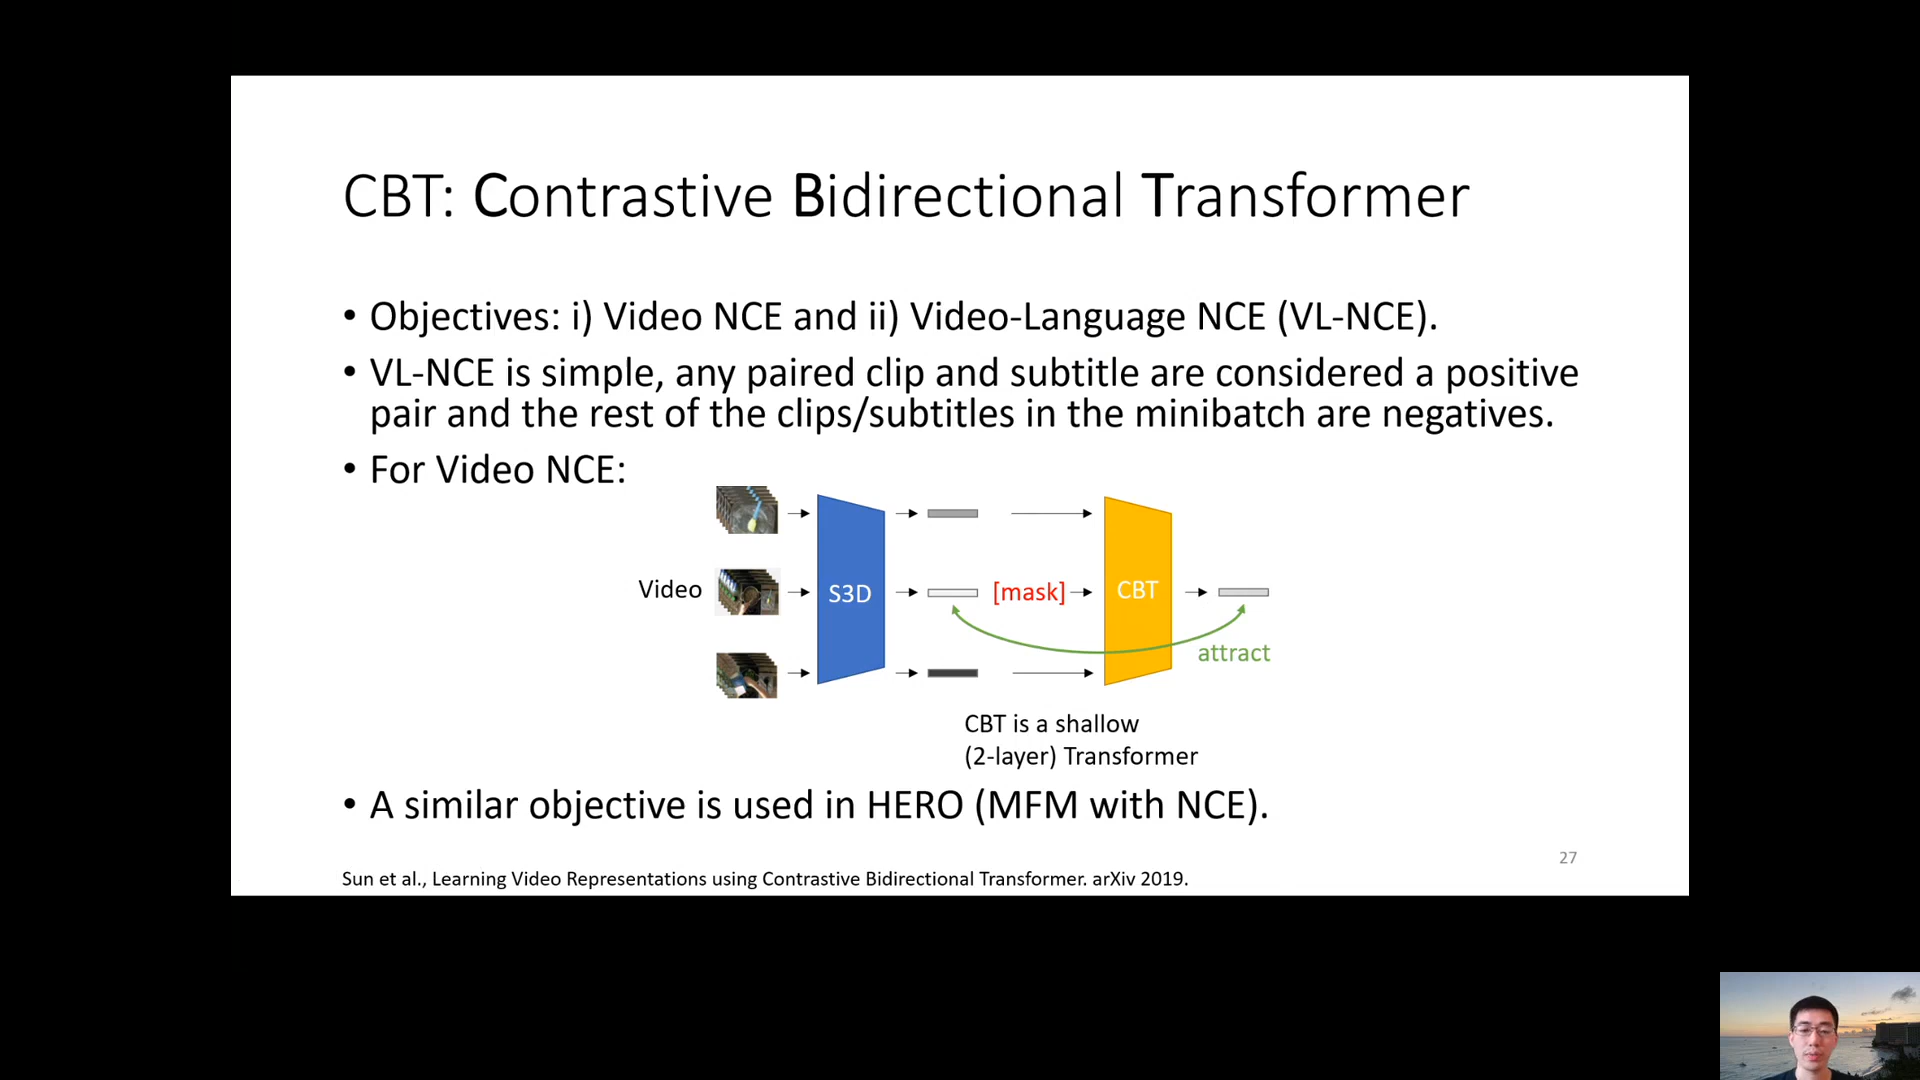 CBT: Contrastive Bidirectional Transformer
• Objectives: i) Video NCE and ii) Video-Language NCE (VL-NCE).
• VL-NCE is simple, any paired clip and subtitle are considered a positive
pair and the rest of the clips/subtitles in the minibatch are negatives.
• For Video NCE:
Video
S3D
[mask]
CBT
attract
CBT is a shallow
(2-layer) Transformer
• A similar objective is used in HERO (MFM with NCE).
27
Sun et al., Learning Video Representations using Contrastive Bidirectional Transformer. arXiv 2019.